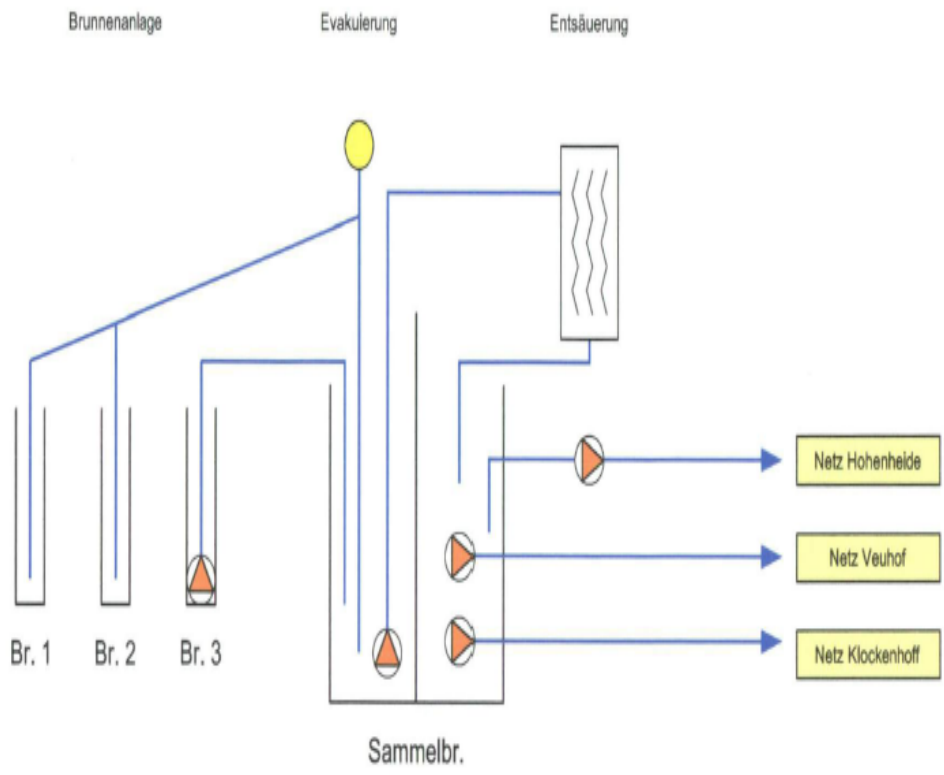 Brunnenanlage
Evakuierung
Entsäuerung
Netz Hohenheide
Netz Veuhof
Netz Klockenhoff
Br. 1
Br. 2
Br. 3
Sammelbr.